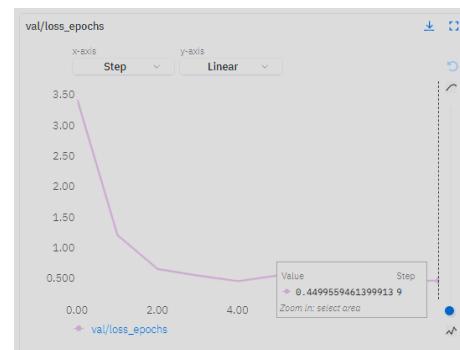 val/loss_epochs
x-axis y-axis
Step Linear
3.50
3.00
2.50
2.00
1.50
1.00
0.500
Value Step
0.4499559461399913 9
Zoom in: select area
0.00 2.00 4.00
val/loss_epochs